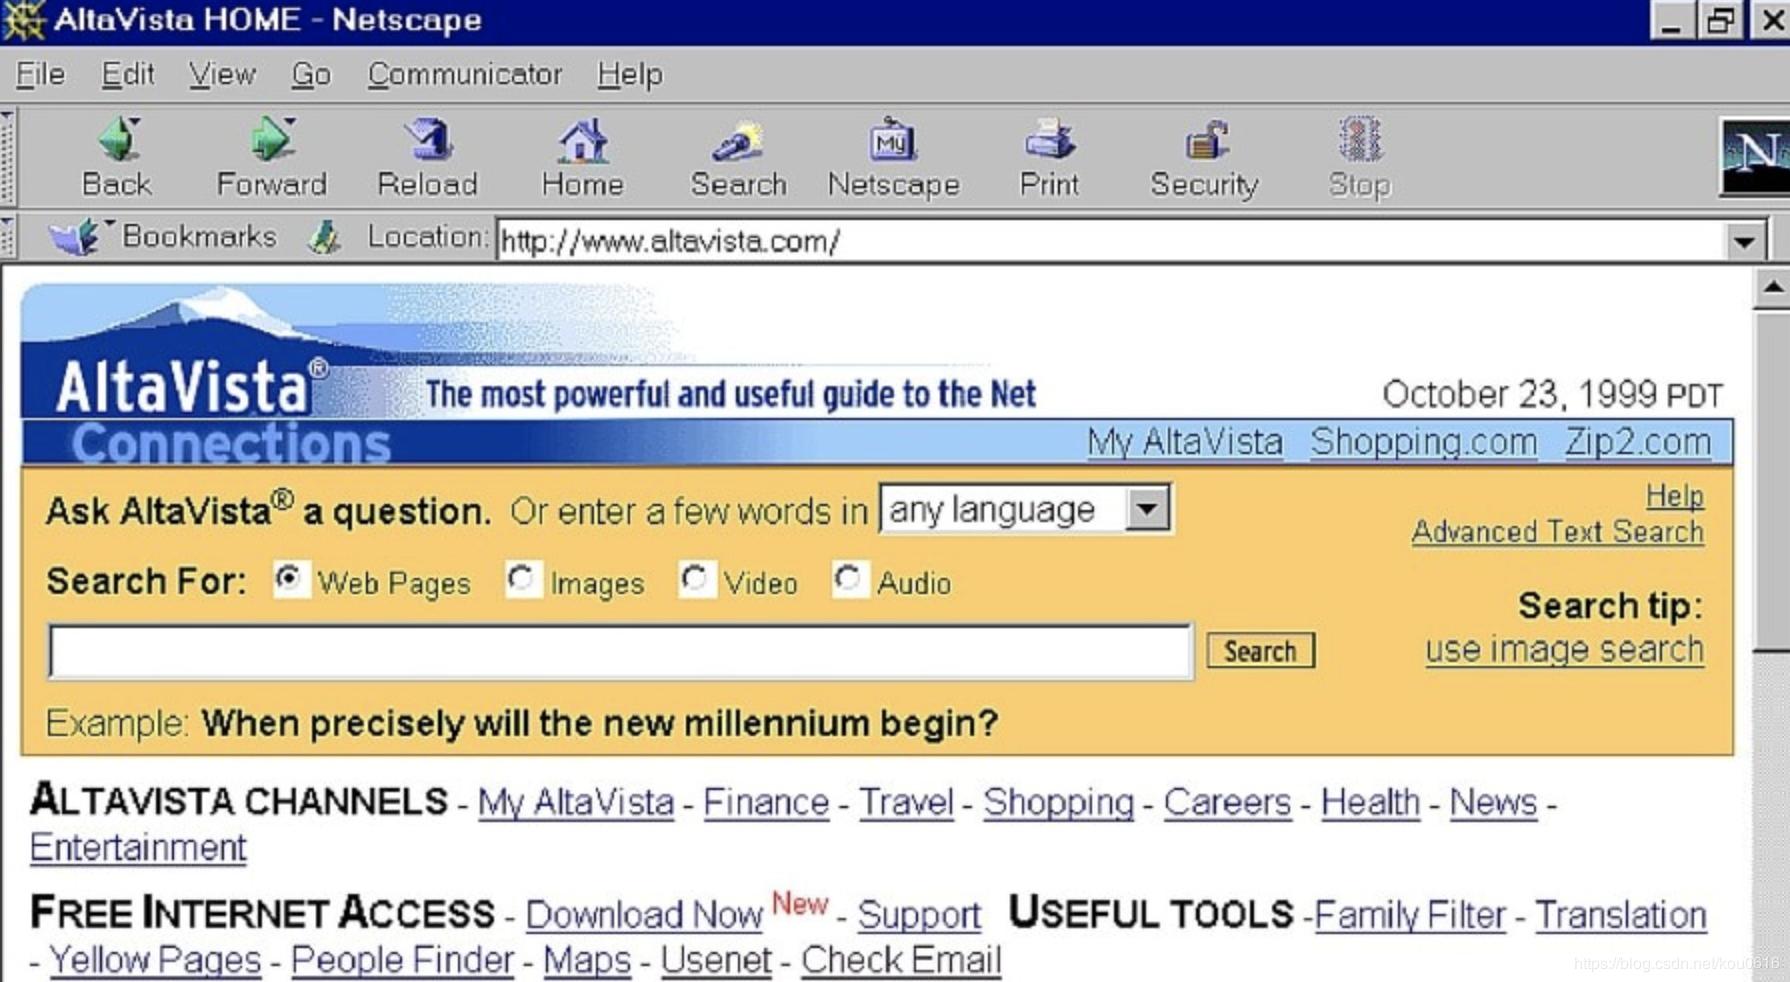 AltaVista HOME - Netscape
File Edit View Go Communicator Help
My
N
Back Forward Reload Home Search Netscape Print Security Stop
Bookmarks Location: http://www.altavista.com/
AltaVista® The most powerful and useful guide to the Net October 23, 1999 PDT
Connections My AltaVista Shopping.com Zip2.com
Ask AltaVista® a question. Or enter a few words in any language Help
Advanced Text Search
Search For: Web Pages Images Video Audio
Search tip:
Search use image search
Example: When precisely will the new millennium begin?
ALTAVISTA CHANNELS - My AltaVista - Finance - Travel - Shopping - Careers - Health - News -
Entertainment
FREE INTERNET ACCESS - Download Now New - Support USEFUL TOOLS -Family Filter - Translation
- Yellow Pages - People Finder - Maps - Usenet - Check Email
https://blog.csdn.net/kou0616